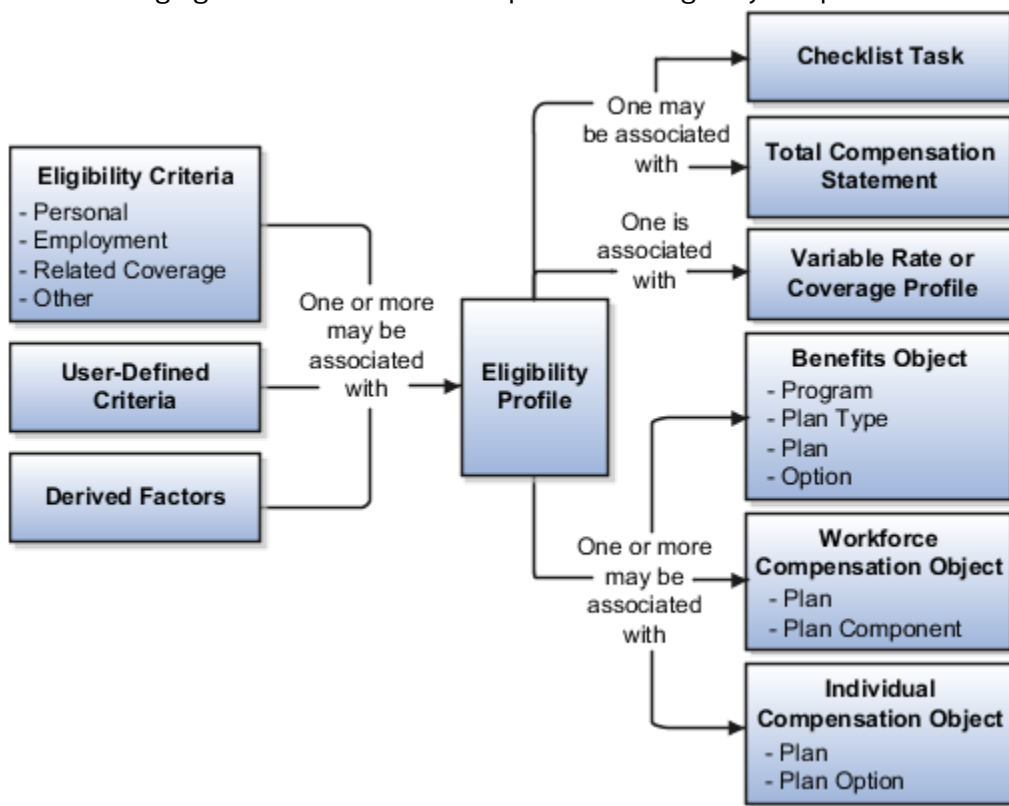 Checklist Task
One may
be associated
with
Total Compensation
Statement
Eligibility Criteria
- Personal
- Employment
- Related Coverage
- Other
One is
associated
with
Variable Rate or
Coverage Profile
One or more
may be
associated
with
User-Defined
Criteria
Eligibility
Profile
Benefits Object
- Program
- Plan Type
- Plan
- Option
Derived Factors
One or more
may be
associated
with
Workforce
Compensation Object
- Plan
- Plan Component
Individual
Compensation Object
- Plan
- Plan Option